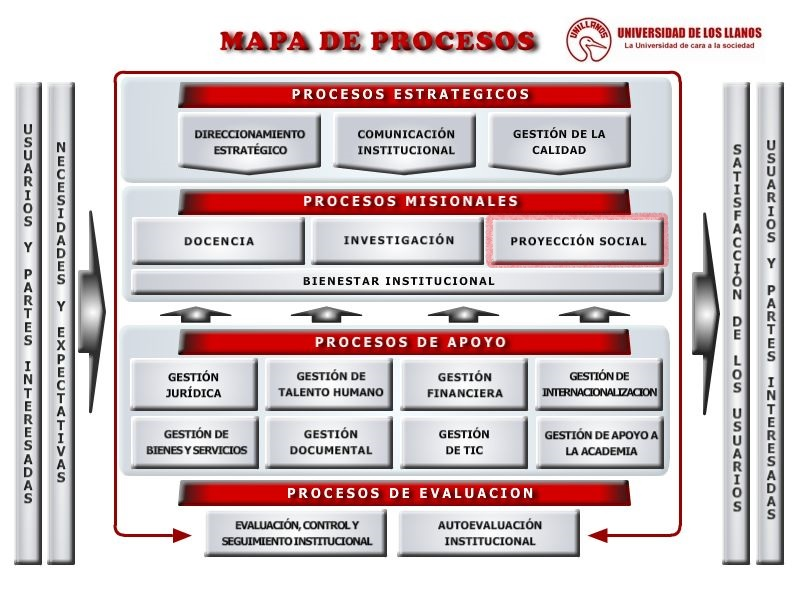 MAPA DE PROCESOS
UNILLANOS
UNIVERSIDAD DE LOS LLANOS
La Universidad de cara a la sociedad
USUARIOS Y PARTES INTERESADAS
NECESIDADES Y EXPECTATIVAS
PROCESOS ESTRATEGICOS
DIRECCIONAMIENTO
ESTRATÉGICO
COMUNICACIÓN
INSTITUCIONAL
GESTIÓN DE LA
CALIDAD
PROCESOS MISIONALES
DOCENCIA
INVESTIGACIÓN
PROYECCIÓN SOCIAL
BIENESTAR INSTITUCIONAL
PROCESOS DE APOYO
GESTIÓN
JURÍDICA
GESTIÓN DE
TALENTO HUMANO
GESTIÓN
FINANCIERA
GESTIÓN DE
INTERNACIONALIZACION
GESTIÓN DE
BIENES Y SERVICIOS
GESTIÓN
DOCUMENTAL
GESTIÓN
DE TIC
GESTIÓN DE APOYO A
LA ACADEMIA
PROCESOS DE EVALUACION
EVALUACIÓN, CONTROL Y
SEGUIMIENTO INSTITUCIONAL
AUTOEVALUACIÓN
INSTITUCIONAL
SATISFACCIÓN DE LOS USUARIOS
USUARIOS Y PARTES INTERESADAS